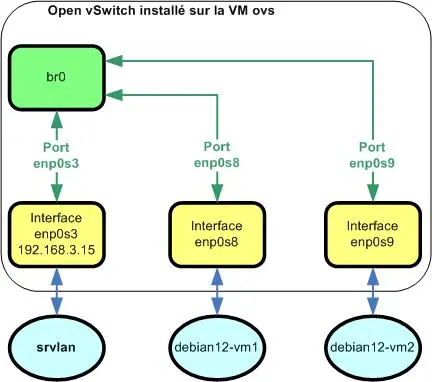 Open vSwitch installé sur la VM ovs
br0
Port
enp0s3
Port
enp0s8
Port
enp0s9
Interface
enp0s3
192.168.3.15
Interface
enp0s8
Interface
enp0s9
srvlan
debian12-vm1
debian12-vm2